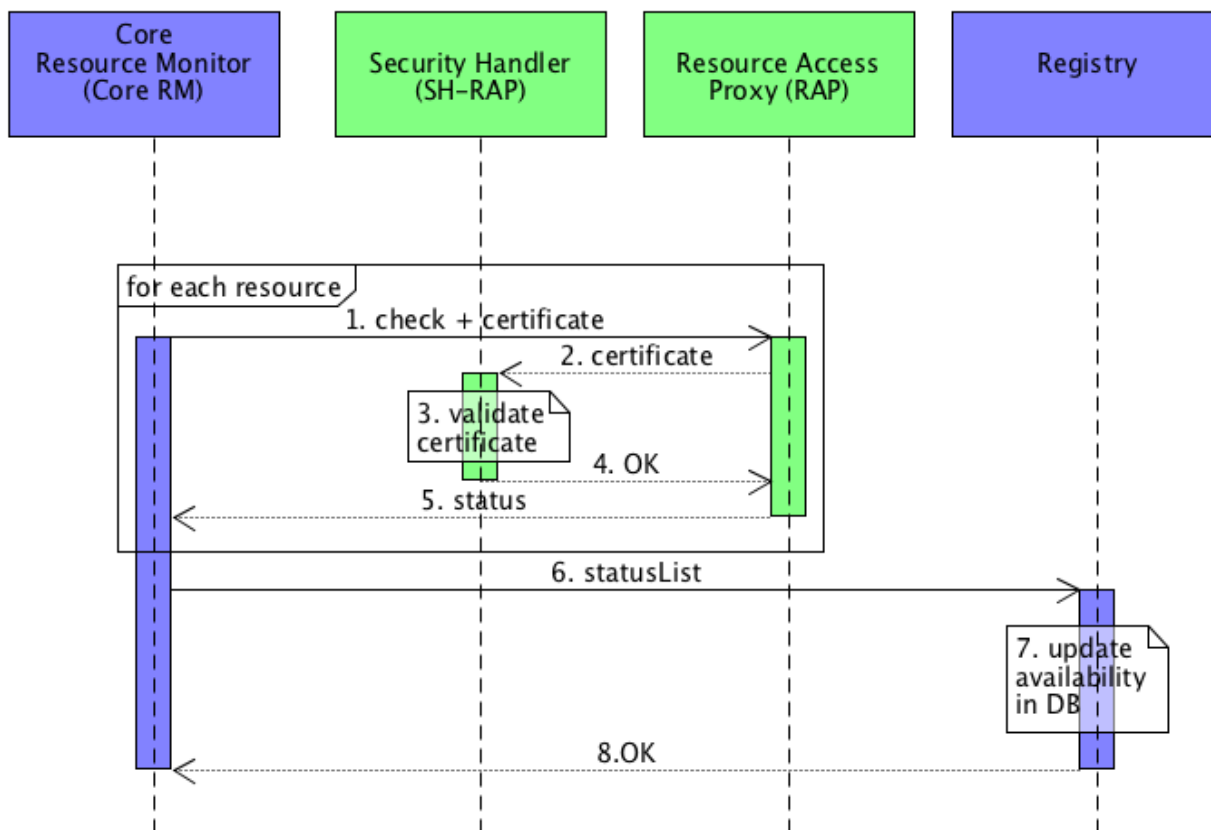 Core
Resource Monitor
(Core RM)
Security Handler
(SH-RAP)
Resource Access
Proxy (RAP)
Registry
for each resource
1. check + certificate
2. certificate
3. validate
certificate
4. OK
5. status
6. statusList
7. update
availability
in DB
8.OK